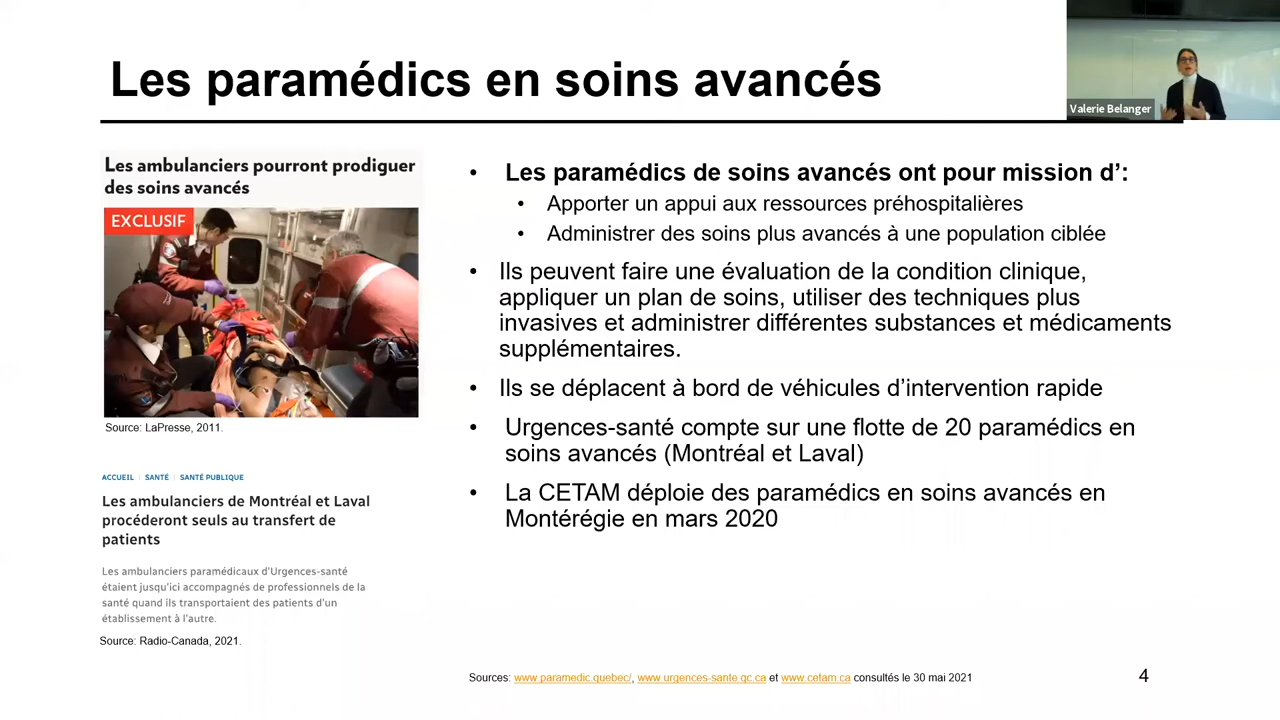 Les paramédics en soins avancés
Valerie Belanger
Les ambulanciers pourront prodiguer
des soins avancés
EXCLUSIF
Source: LaPresse, 2011.
ACCUEIL | SANTÉ | SANTÉ PUBLIQUE
Les ambulanciers de Montréal et Laval
procéderont seuls au transfert de
patients
Les ambulanciers paramédicaux d'Urgences-santé
étaient jusqu'ici accompagnés de professionnels de la
santé quand ils transportaient des patients d'un
établissement à l'autre.
Source: Radio-Canada, 2021.
• Les paramédics de soins avancés ont pour mission d’:
• Apporter un appui aux ressources préhospitalières
• Administrer des soins plus avancés à une population ciblée
• Ils peuvent faire une évaluation de la condition clinique,
appliquer un plan de soins, utiliser des techniques plus
invasives et administrer différentes substances et médicaments
supplémentaires.
• Ils se déplacent à bord de véhicules d’intervention rapide
• Urgences-santé compte sur une flotte de 20 paramédics en
soins avancés (Montréal et Laval)
• La CETAM déploie des paramédics en soins avancés en
Montérégie en mars 2020
Sources: www.paramedic.quebec/, www.urgences-sante.qc.ca et www.cetam.ca consultés le 30 mai 2021
4